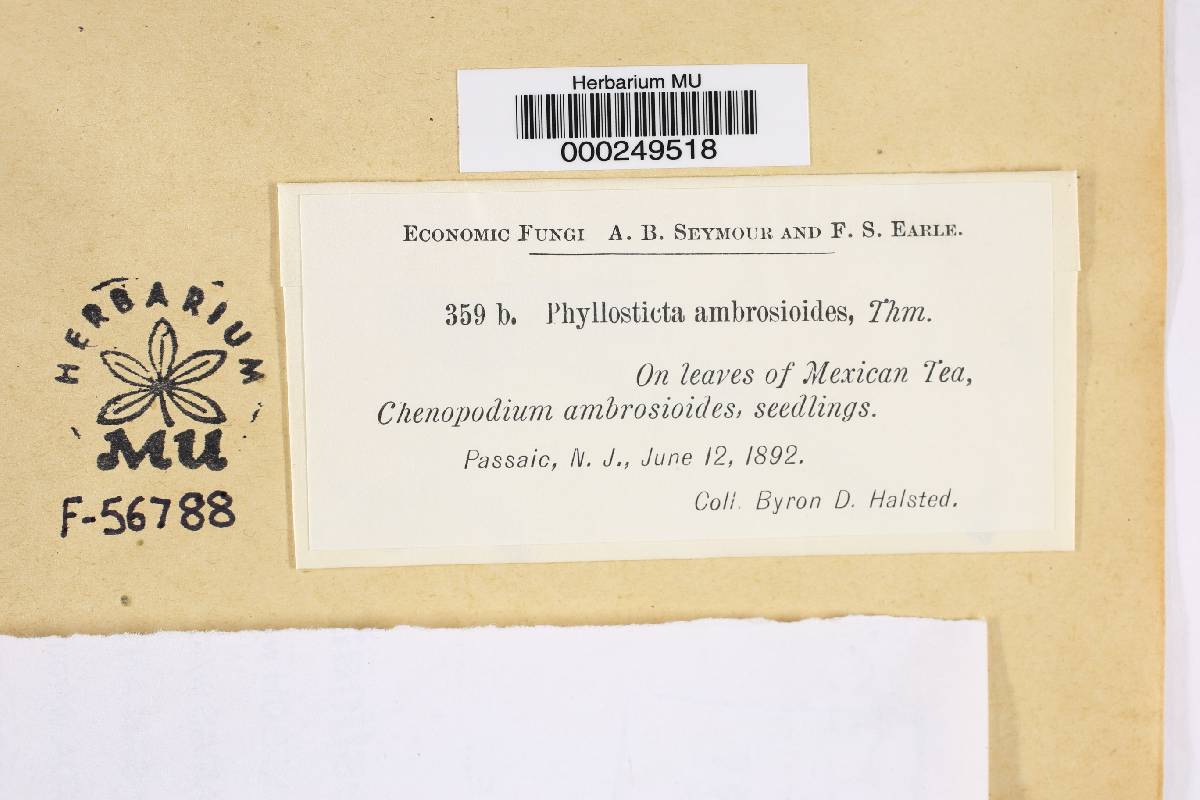 Herbarium MU
000249518
ECONOMIC FUNGI A. B. SEYMOUR AND F. S. EARLE.
359 b. Phyllosticta ambrosioides, Thm.
On leaves of Mexican Tea,
Chenopodium ambrosioides, seedlings.
Passaic, N. J., June 12, 1892.
Coll. Byron D. Halsted.
HERBARIUM
MU
F-56788